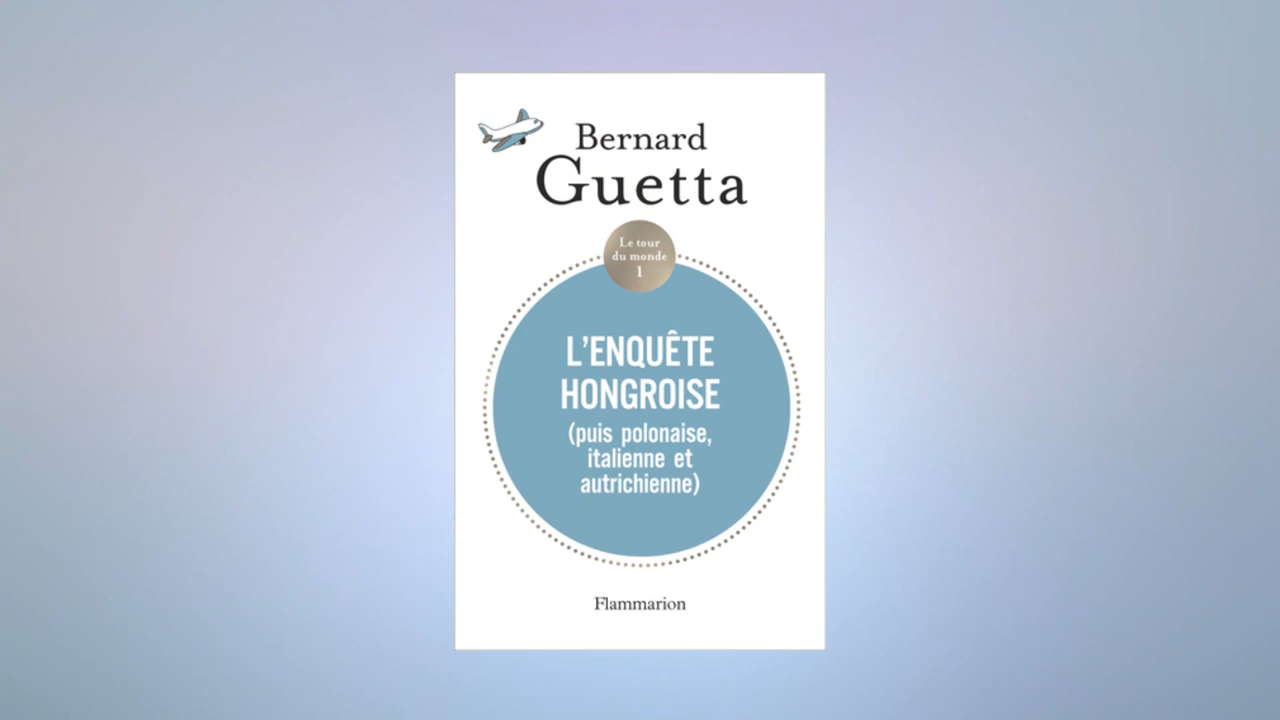 Bernard
Guetta
Le tour
du monde
1
L'ENQUÊTE
HONGROISE
(puis polonaise,
italienne et
autrichienne)
Flammarion